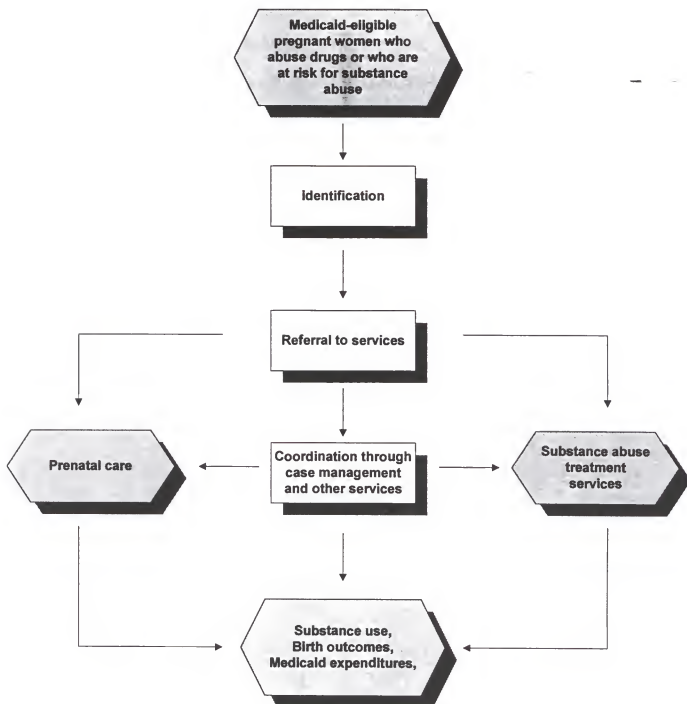 Medicaid-eligible
pregnant women who
abuse drugs or who are
at risk for substance
abuse
Identification
Referral to services
Prenatal care
Coordination through
case management
and other services
Substance abuse
treatment
services
Substance use,
Birth outcomes,
Medicaid expenditures,